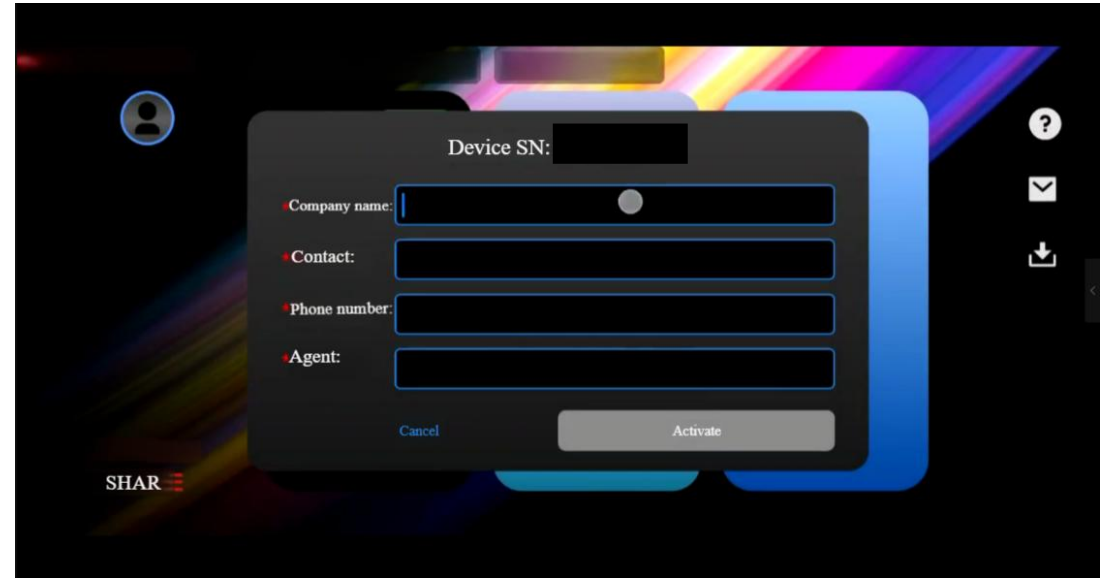 Device SN:
*Company name:
*Contact:
*Phone number:
*Agent:
Cancel
Activate
SHAR
?